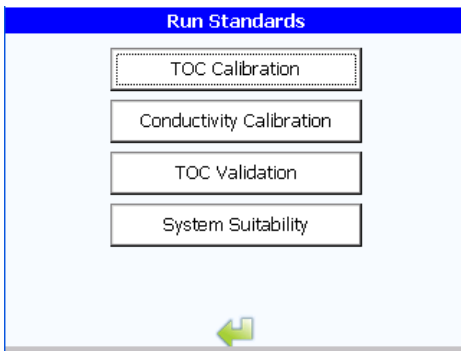 Run Standards
TOC Calibration
Conductivity Calibration
TOC Validation
System Suitability